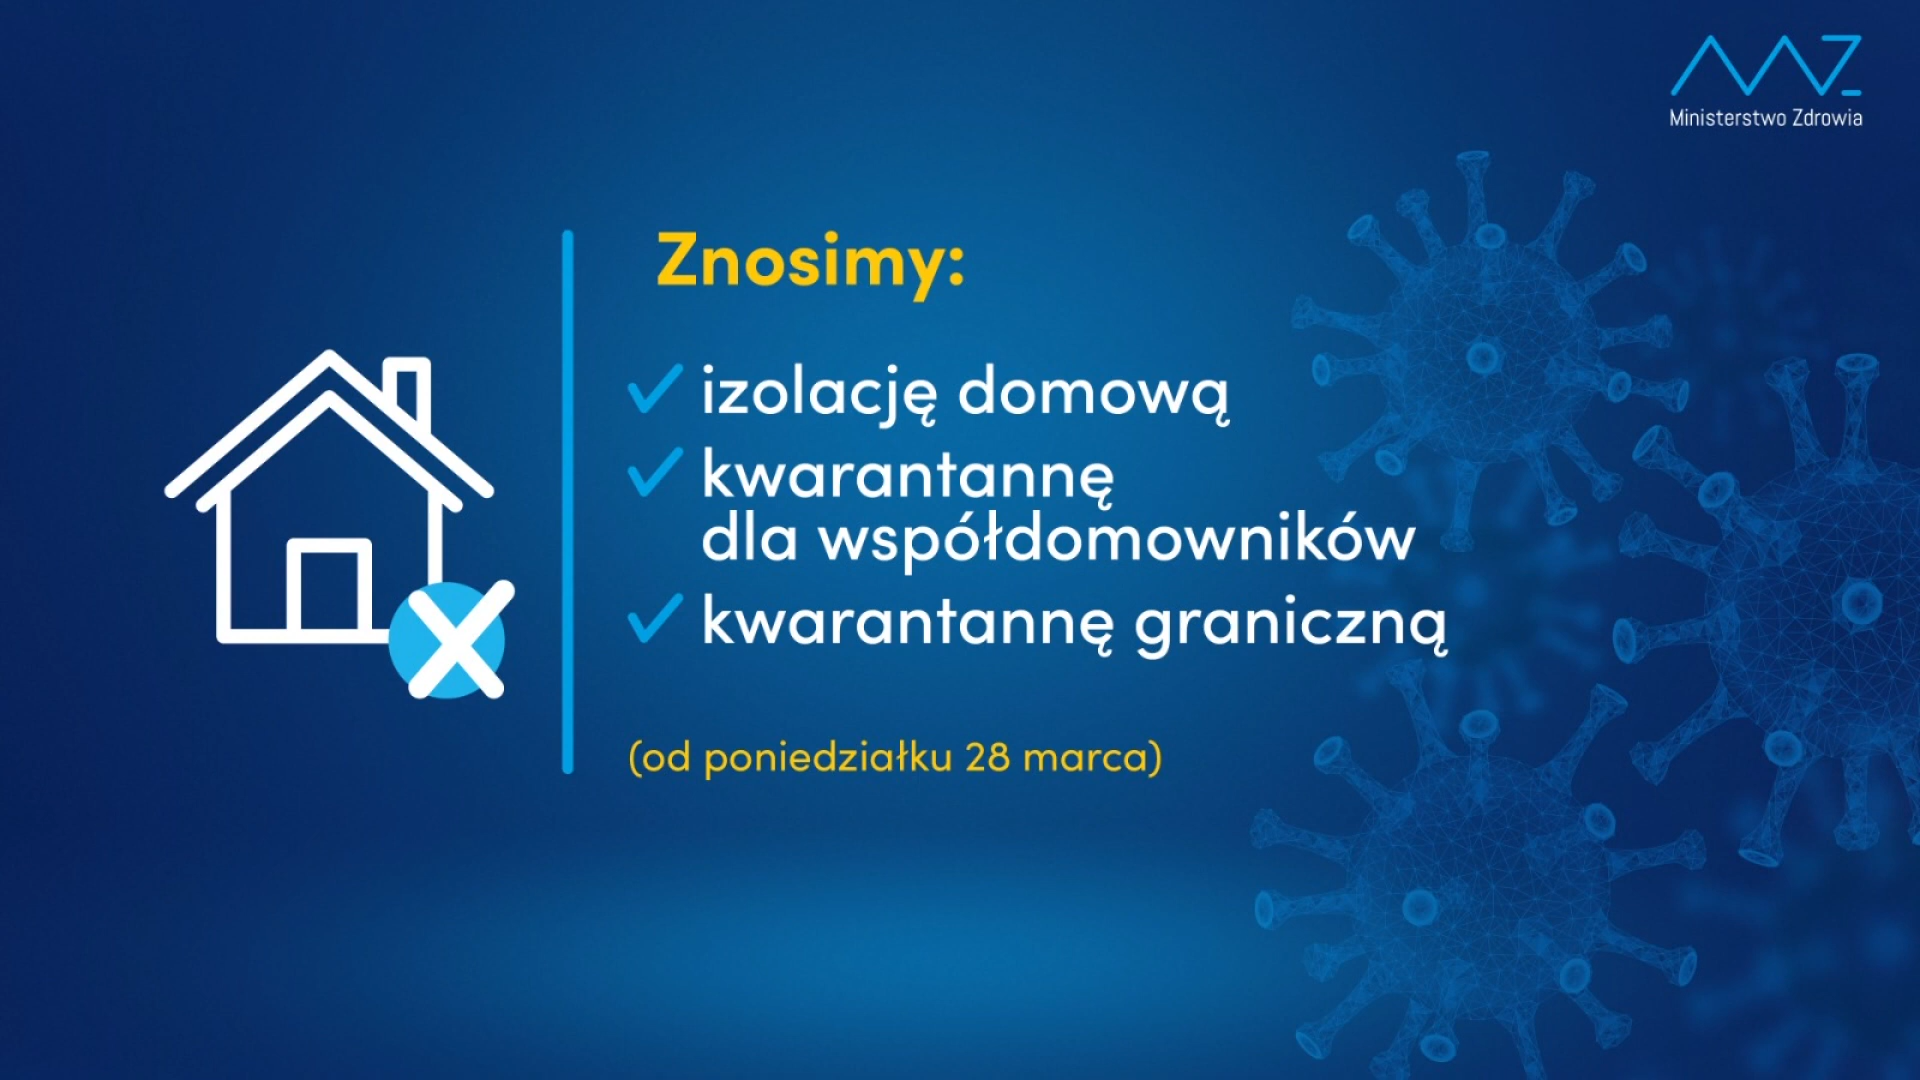 Ministerstwo Zdrowia
Znosimy:
izolację domową
kwarantannę
dla współdomowników
kwarantannę graniczną
(od poniedziałku 28 marca)